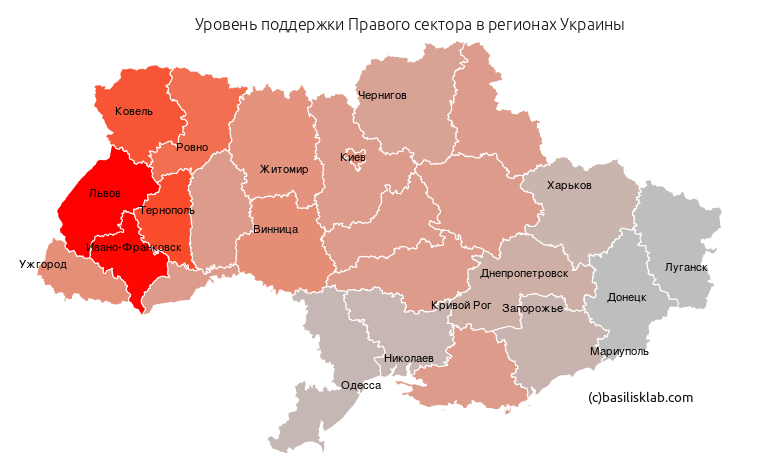 Уровень поддержки Правого сектора в регионах Украины
Чернигов
Ковель
Ровно
Киев
Житомир
Харьков
Львов
Тернополь
Винница
Ивано-Франковск
Ужгород
Луганск
Днепропетровск
Донецк
Кривой Рог
Запорожье
Мариуполь
Николаев
Одесса
(c)basilisklab.com